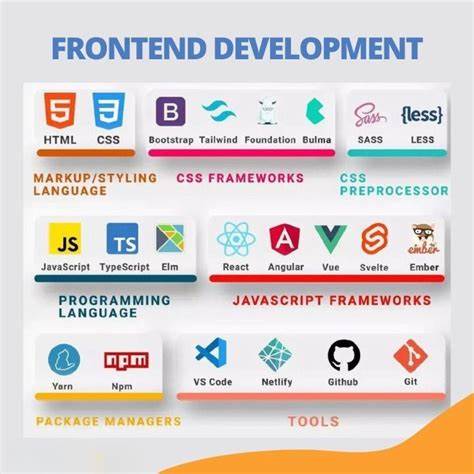 FRONTEND DEVELOPMENT
HTML CSS
MARKUP/STYLING
LANGUAGE
B
Bootstrap Tailwind Foundation Bulma
CSS FRAMEWORKS
Sass {less}
SASS LESS
CSS
PREPROCESSOR
JS TS
JavaScript TypeScript Elm
PROGRAMMING
LANGUAGE
A ember
React Angular Vue Svelte Ember
JAVASCRIPT FRAMEWORKS
npm
Yarn Npm
PACKAGE MANAGERS
VS Code Netlify Github Git
TOOLS